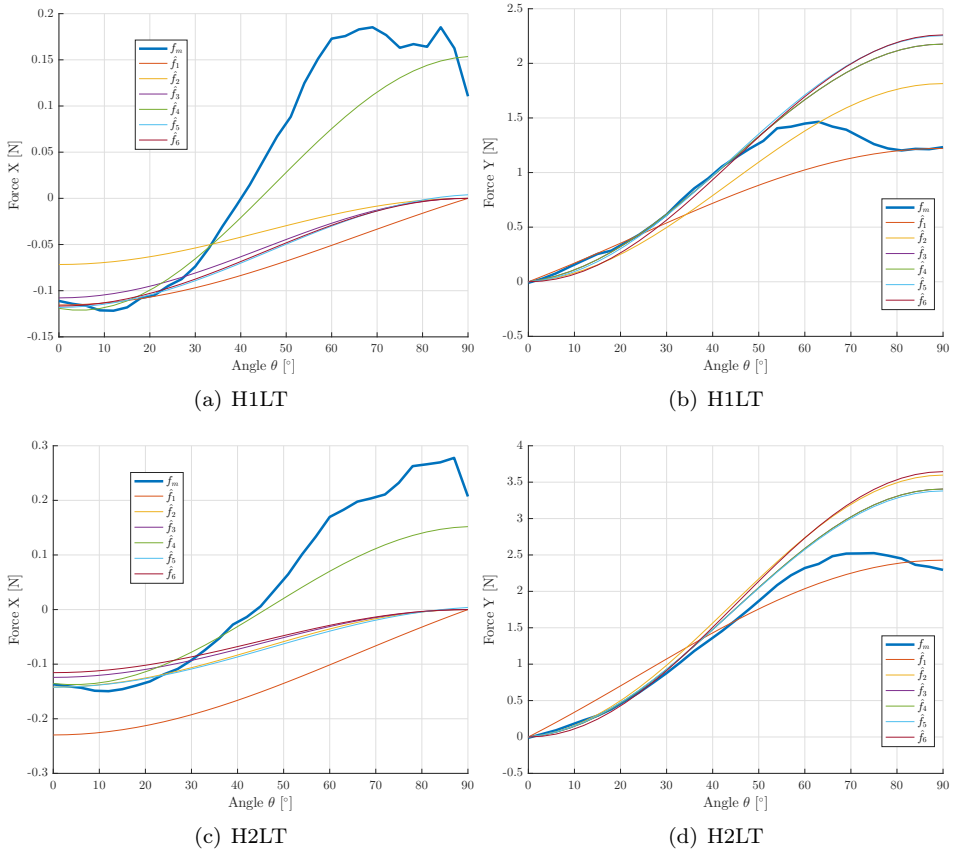 0.2
0.15
0.1
0.05
0
-0.05
-0.1
-0.15
Force X [N]
f_m
f̂_1
f̂_2
f̂_3
f̂_4
f̂_5
f̂_6
0 10 20 30 40 50 60 70 80 90
Angle θ [°]
(a) H1LT
2.5
2
1.5
1
0.5
0
-0.5
Force Y [N]
f_m
f̂_1
f̂_2
f̂_3
f̂_4
f̂_5
f̂_6
0 10 20 30 40 50 60 70 80 90
Angle θ [°]
(b) H1LT
0.3
0.2
0.1
0
-0.1
-0.2
-0.3
Force X [N]
f_m
f̂_1
f̂_2
f̂_3
f̂_4
f̂_5
f̂_6
0 10 20 30 40 50 60 70 80 90
Angle θ [°]
(c) H2LT
4
3.5
3
2.5
2
1.5
1
0.5
0
-0.5
Force Y [N]
f_m
f̂_1
f̂_2
f̂_3
f̂_4
f̂_5
f̂_6
0 10 20 30 40 50 60 70 80 90
Angle θ [°]
(d) H2LT